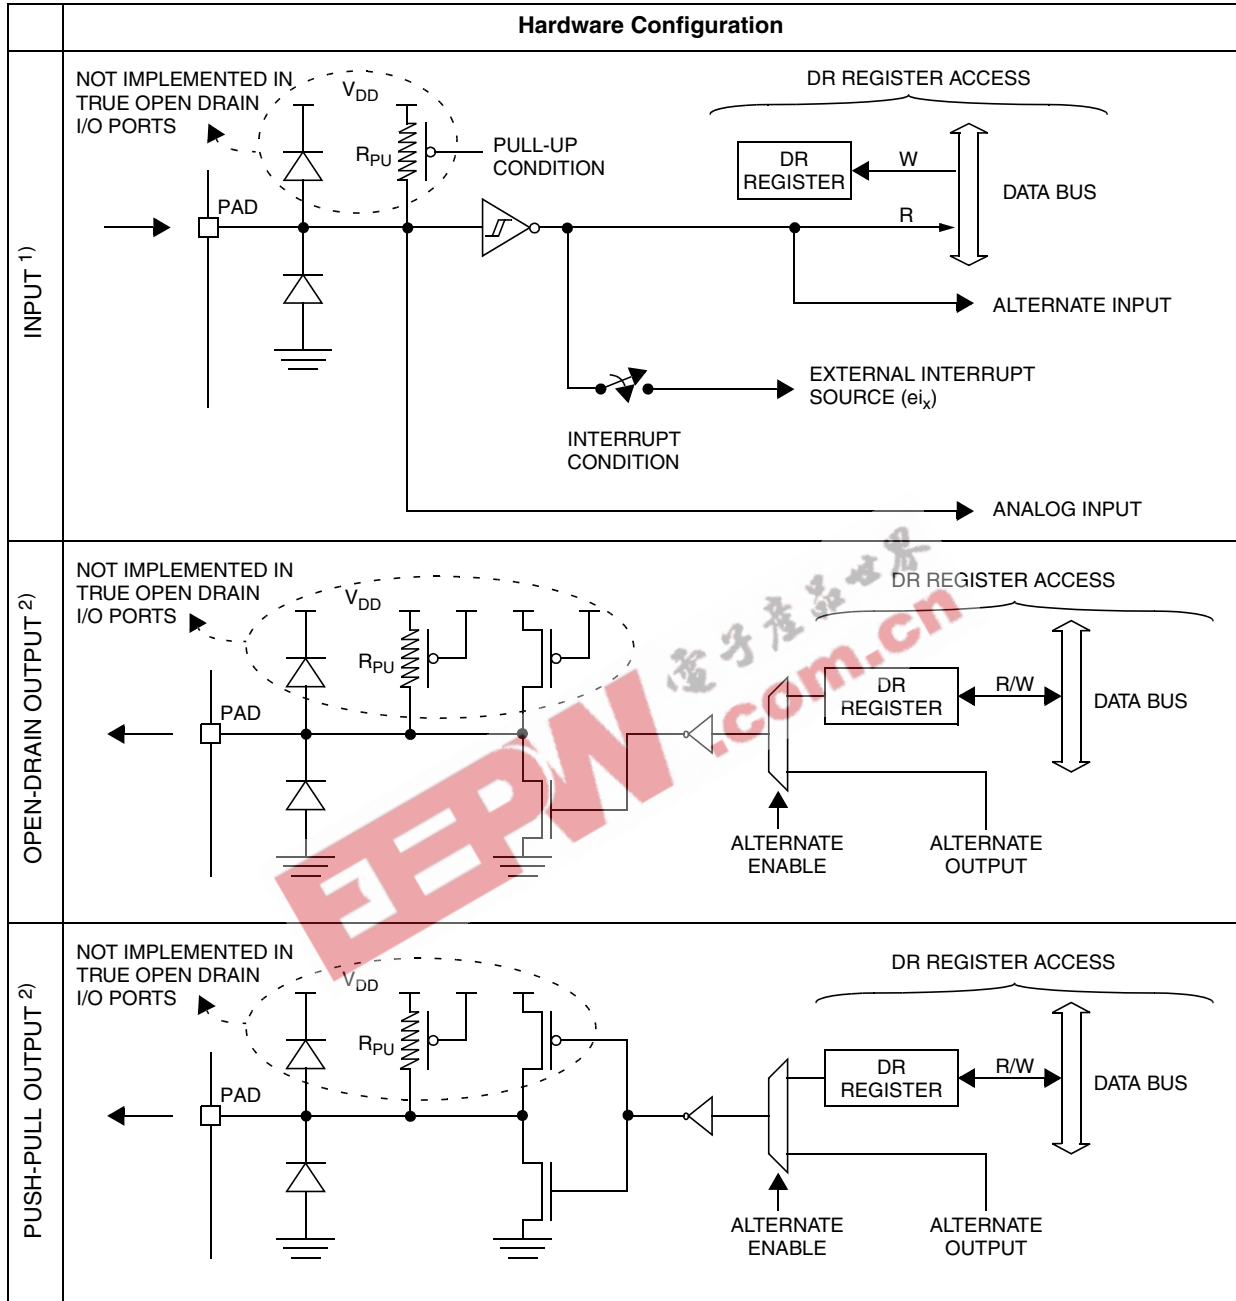 Hardware Configuration
INPUT 1)
NOT IMPLEMENTED IN
TRUE OPEN DRAIN
I/O PORTS
VDD
RPU
PULL-UP
CONDITION
PAD
DR REGISTER ACCESS
DR
REGISTER
W
R
DATA BUS
ALTERNATE INPUT
EXTERNAL INTERRUPT
SOURCE (eix)
INTERRUPT
CONDITION
ANALOG INPUT
OPEN-DRAIN OUTPUT 2)
NOT IMPLEMENTED IN
TRUE OPEN DRAIN
I/O PORTS
VDD
RPU
PAD
DR REGISTER ACCESS
DR
REGISTER
R/W
DATA BUS
ALTERNATE
ENABLE
ALTERNATE
OUTPUT
EEPW.com.cn
電子產品世界
PUSH-PULL OUTPUT 2)
NOT IMPLEMENTED IN
TRUE OPEN DRAIN
I/O PORTS
VDD
RPU
PAD
DR REGISTER ACCESS
DR
REGISTER
R/W
DATA BUS
ALTERNATE
ENABLE
ALTERNATE
OUTPUT